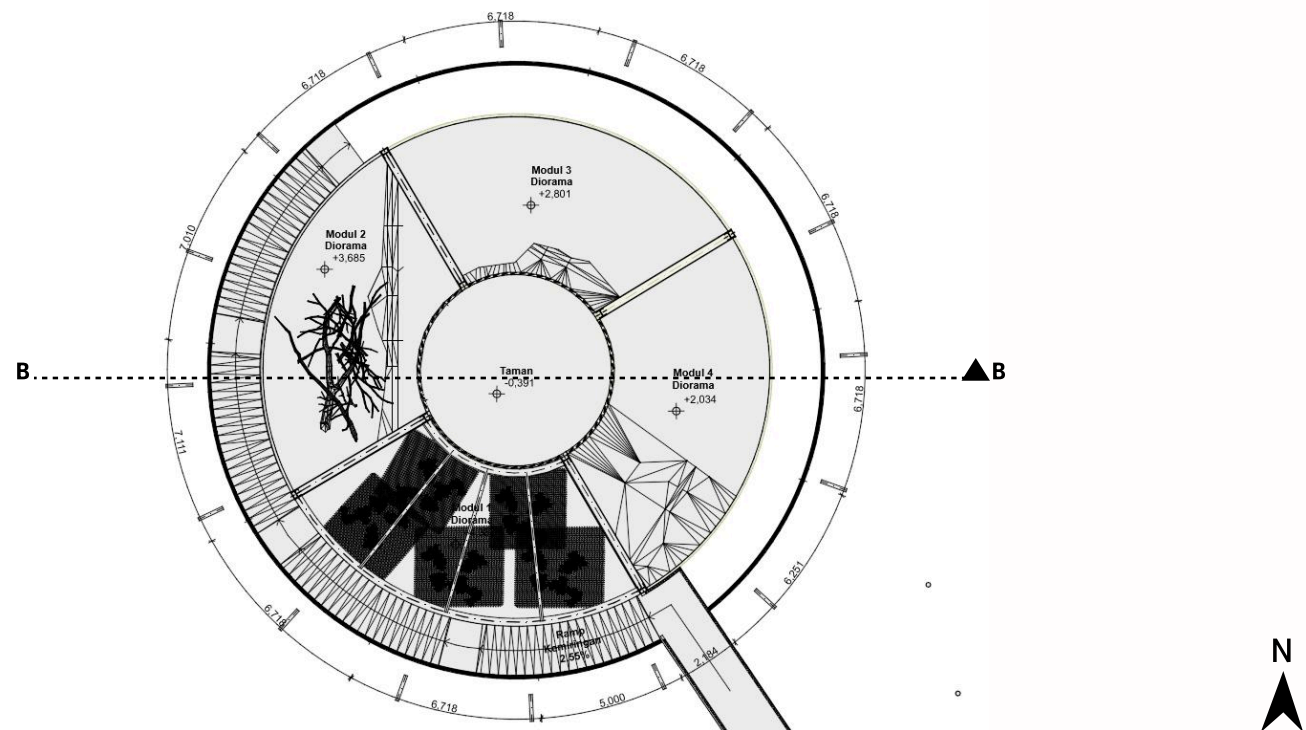 6,718
6,718
6,718
Modul 3
Diorama
+2,801
6,718
7,010
Modul 2
Diorama
+3,685
B
Taman
-0,391
Modul 4
Diorama
+2,034
B
6,718
7,111
Modul 1
Diorama
6,251
6,718
Ramp
Kemiringan
2.55%
2,184
N
6,718
5,000